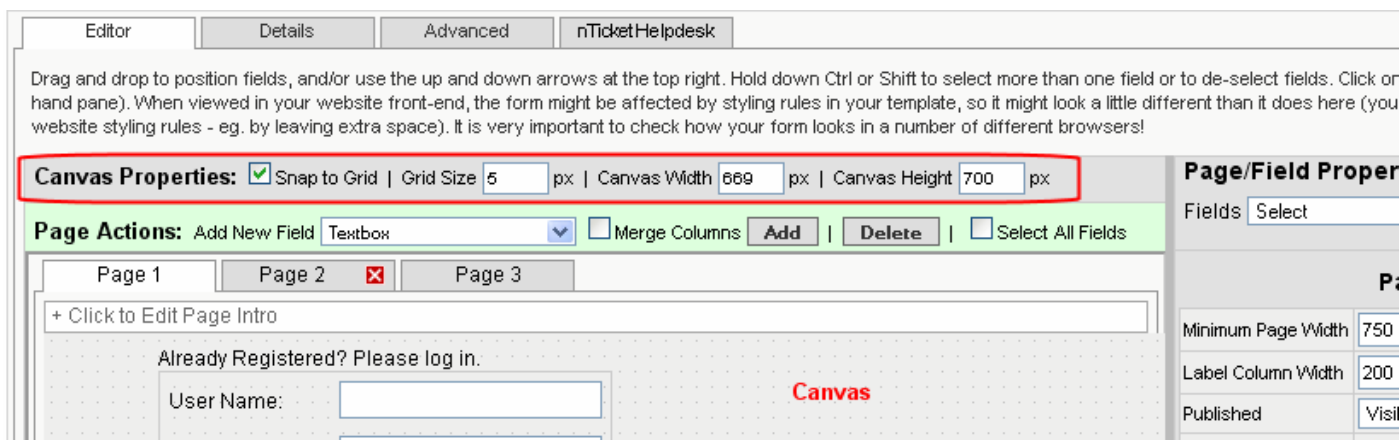 Editor Details Advanced nTicketHelpdesk
Drag and drop to position fields, and/or use the up and down arrows at the top right. Hold down Ctrl or Shift to select more than one field or to de-select fields. Click on
hand pane). When viewed in your website front-end, the form might be affected by styling rules in your template, so it might look a little different than it does here (you
website styling rules - eg. by leaving extra space). It is very important to check how your form looks in a number of different browsers!
Canvas Properties: Snap to Grid | Grid Size 5 px | Canvas Width 669 px | Canvas Height 700 px
Page/Field Proper
Page Actions: Add New Field Textbox Merge Columns Add | Delete | Select All Fields
Fields Select
Page 1 Page 2 Page 3
Pa
+ Click to Edit Page Intro
Minimum Page Width 750
Already Registered? Please log in.
Label Column Width 200
User Name:
Canvas
Published Visi